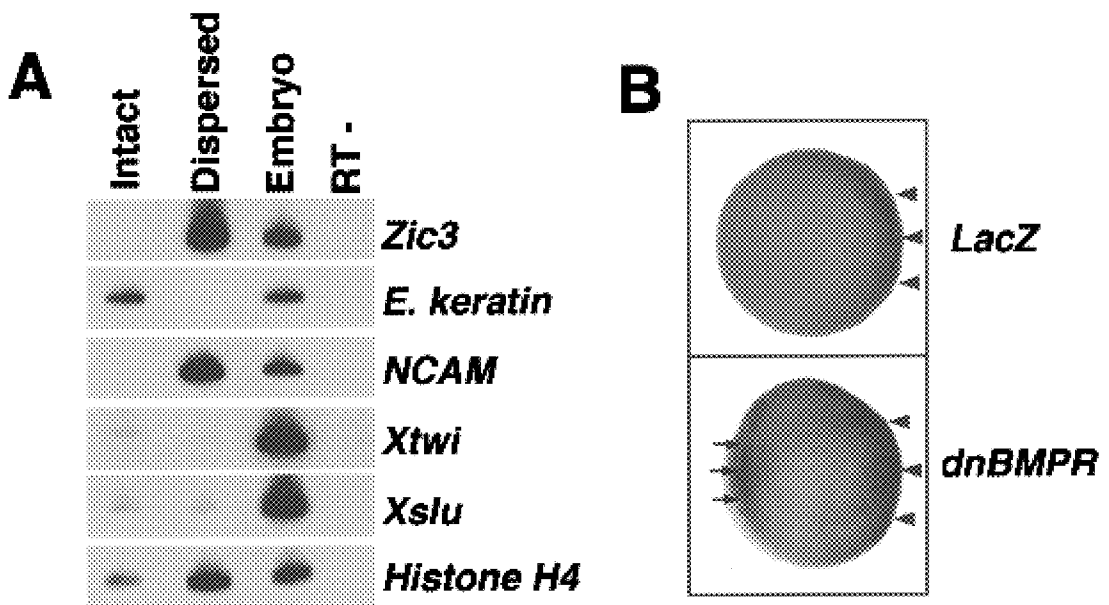 A
Intact
Dispersed
Embryo
RT -
Zic3
E. keratin
NCAM
Xtwi
Xslu
Histone H4
B
LacZ
dnBMPR